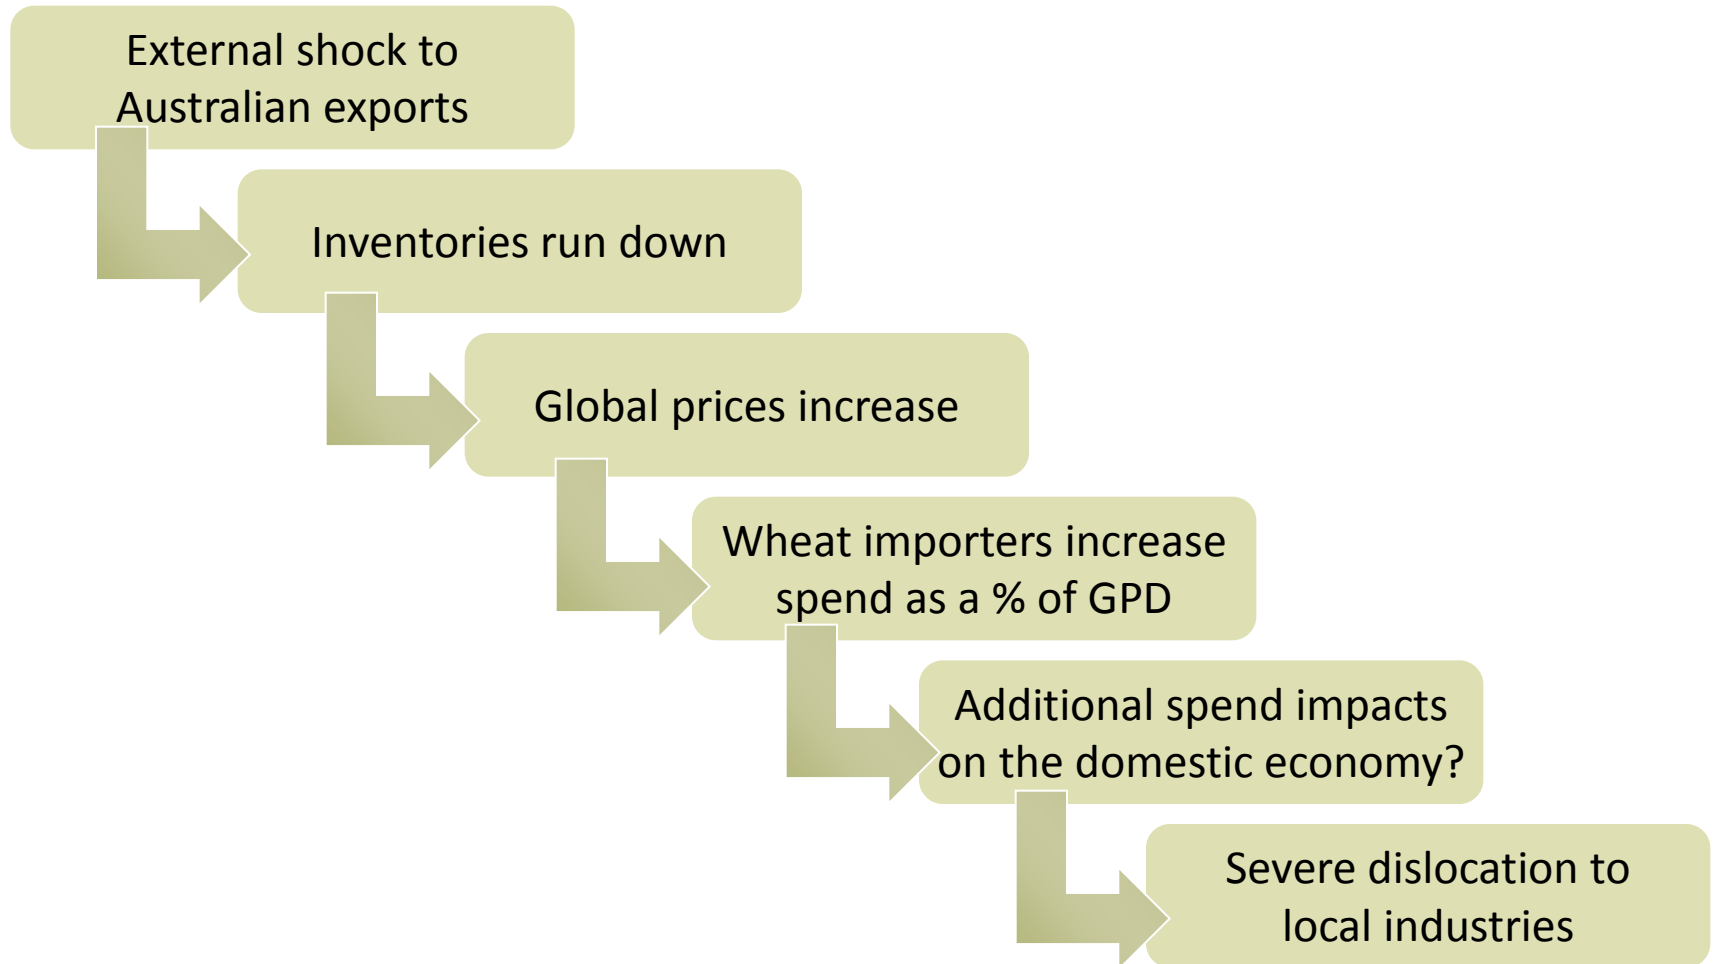 External shock to
Australian exports
Inventories run down
Global prices increase
Wheat importers increase
spend as a % of GPD
Additional spend impacts
on the domestic economy?
Severe dislocation to
local industries